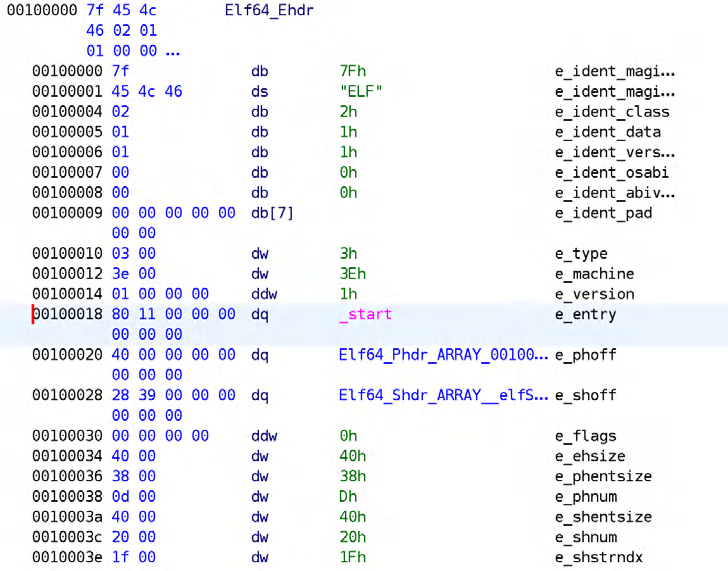 00100000 7f 45 4c Elf64_Ehdr
46 02 01
01 00 00 ...
00100000 7f db 7Fh e_ident_magi...
00100001 45 4c 46 ds "ELF" e_ident_magi...
00100004 02 db 2h e_ident_class
00100005 01 db 1h e_ident_data
00100006 01 db 1h e_ident_vers...
00100007 00 db 0h e_ident_osabi
00100008 00 db 0h e_ident_abiv...
00100009 00 00 00 00 00 db[7] e_ident_pad
00 00
00100010 03 00 dw 3h e_type
00100012 3e 00 dw 3Eh e_machine
00100014 01 00 00 00 ddw 1h e_version
00100018 80 11 00 00 00 dq _start e_entry
00 00 00
00100020 40 00 00 00 00 dq Elf64_Phdr_ARRAY_00100... e_phoff
00 00 00
00100028 28 39 00 00 00 dq Elf64_Shdr_ARRAY__elfS... e_shoff
00 00 00
00100030 00 00 00 00 ddw 0h e_flags
00100034 40 00 dw 40h e_ehsize
00100036 38 00 dw 38h e_phentsize
00100038 0d 00 dw Dh e_phnum
0010003a 40 00 dw 40h e_shentsize
0010003c 20 00 dw 20h e_shnum
0010003e 1f 00 dw 1Fh e_shstrndx